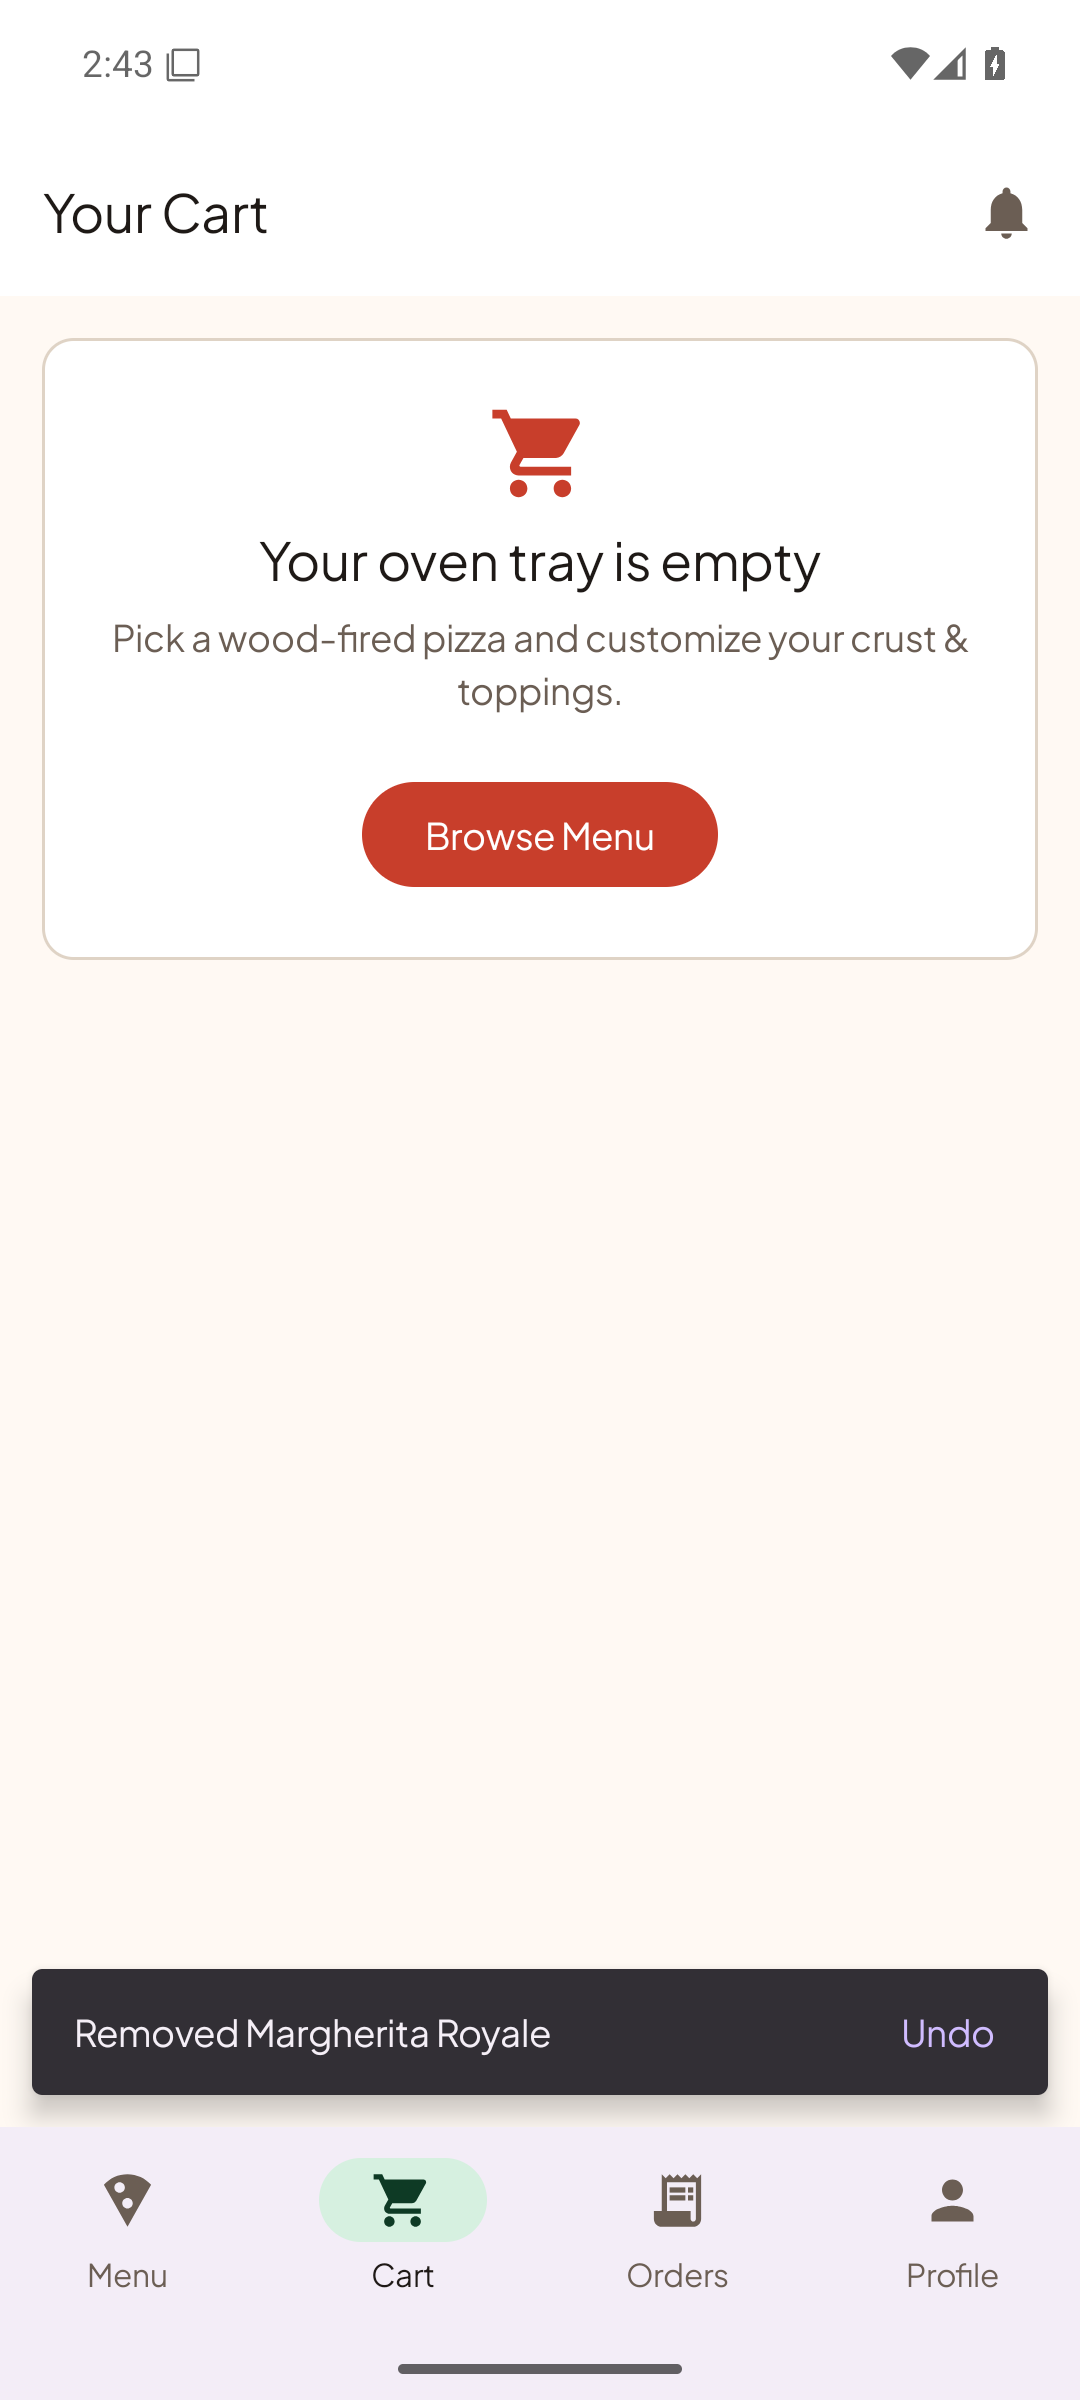 2:43
Your Cart
Your oven tray is empty
Pick a wood-fired pizza and customize your crust &
toppings.
Browse Menu
Removed Margherita Royale
Undo
Menu
Cart
Orders
Profile